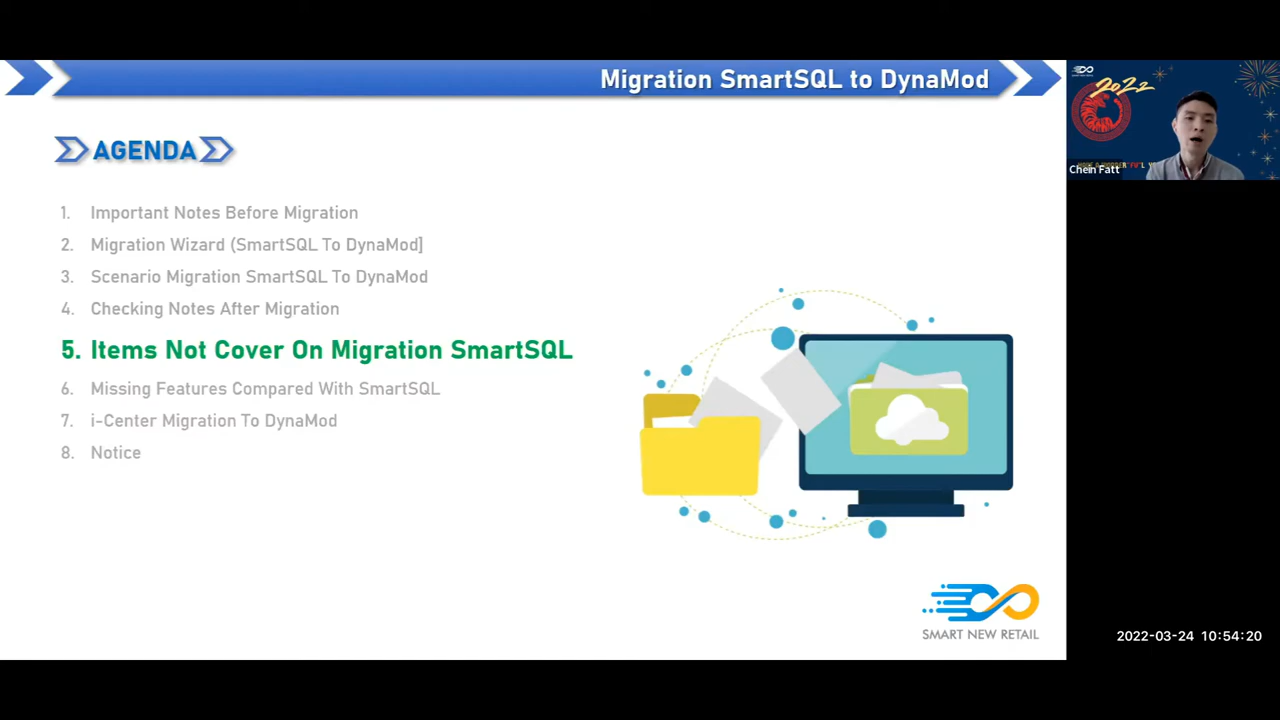 Migration SmartSQL to DynaMod
AGENDA
1. Important Notes Before Migration
2. Migration Wizard (SmartSQL To DynaMod]
3. Scenario Migration SmartSQL To DynaMod
4. Checking Notes After Migration
5. Items Not Cover On Migration SmartSQL
6. Missing Features Compared With SmartSQL
7. i-Center Migration To DynaMod
8. Notice
SMART NEW RETAIL
2022
Chein Fatt
2022-03-24 10:54:20